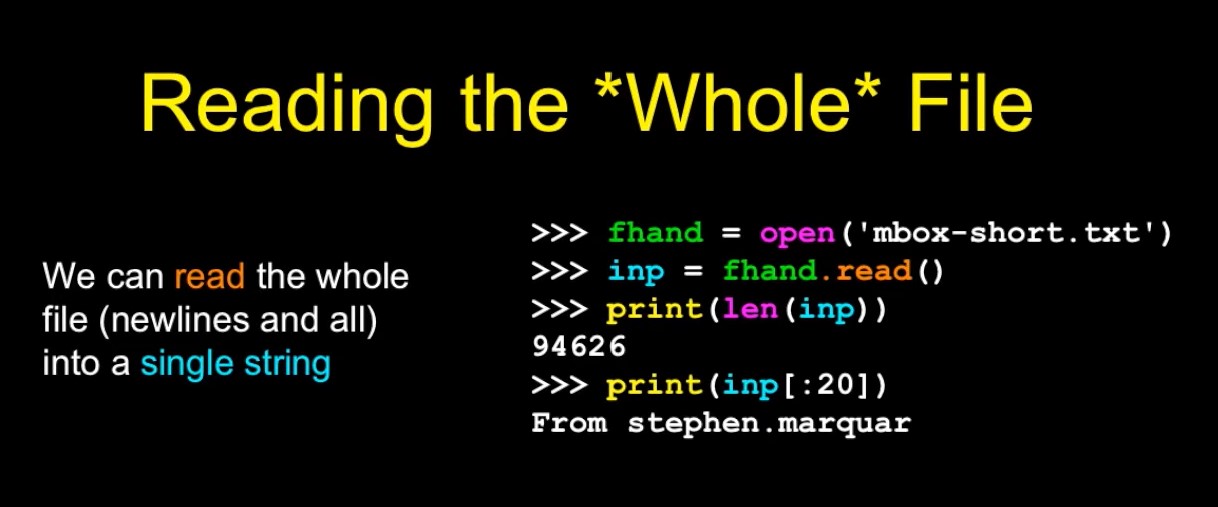 Reading the *Whole* File
We can read the whole
file (newlines and all)
into a single string
>>> fhand = open('mbox-short.txt')
>>> inp = fhand.read()
>>> print(len(inp))
94626
>>> print(inp[:20])
From stephen.marquar